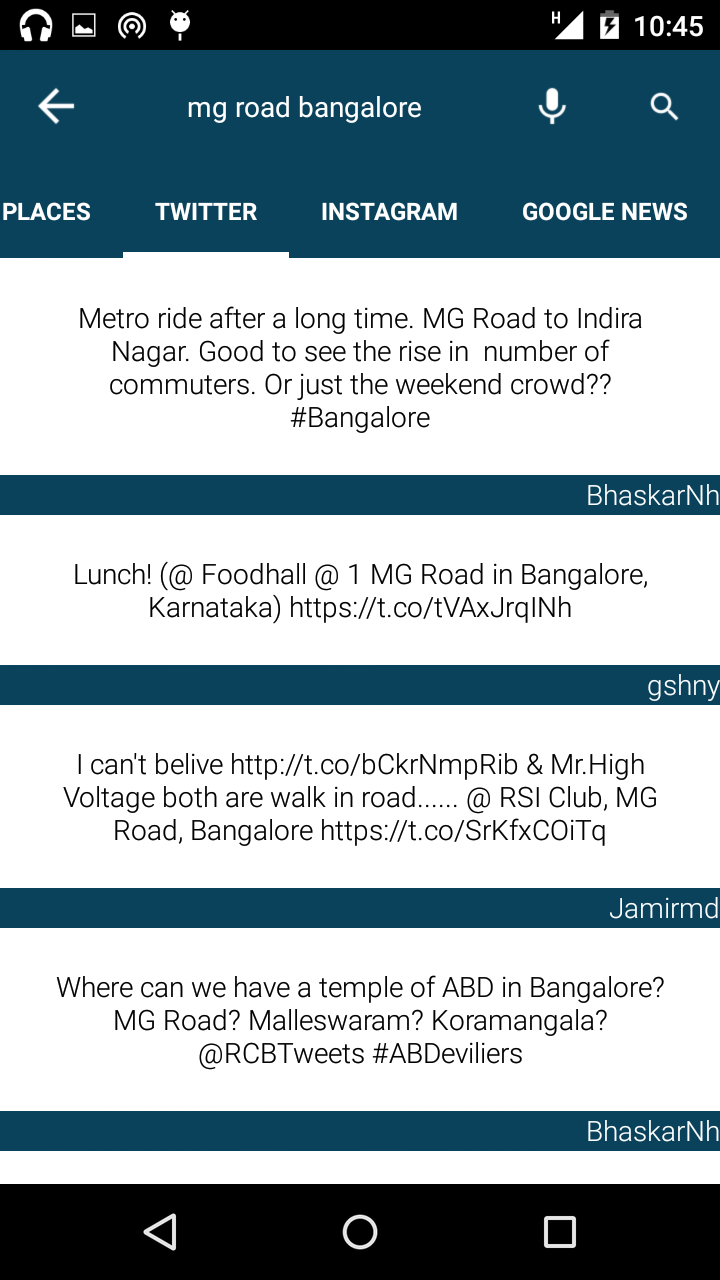 H 10:45
mg road bangalore
PLACES TWITTER INSTAGRAM GOOGLE NEWS
Metro ride after a long time. MG Road to Indira
Nagar. Good to see the rise in  number of
commuters. Or just the weekend crowd??
#Bangalore
BhaskarNh
Lunch! (@ Foodhall @ 1 MG Road in Bangalore,
Karnataka) https://t.co/tVAxJrqINh
gshny
I can't belive http://t.co/bCkrNmpRib & Mr.High
Voltage both are walk in road...... @ RSI Club, MG
Road, Bangalore https://t.co/SrKfxCOiTq
Jamirmd
Where can we have a temple of ABD in Bangalore?
MG Road? Malleswaram? Koramangala?
@RCBTweets #ABDeviliers
BhaskarNh